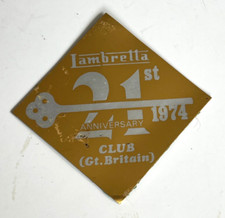 Lambretta
21st
1974
ANNIVERSARY
CLUB
(Gt. Britain)